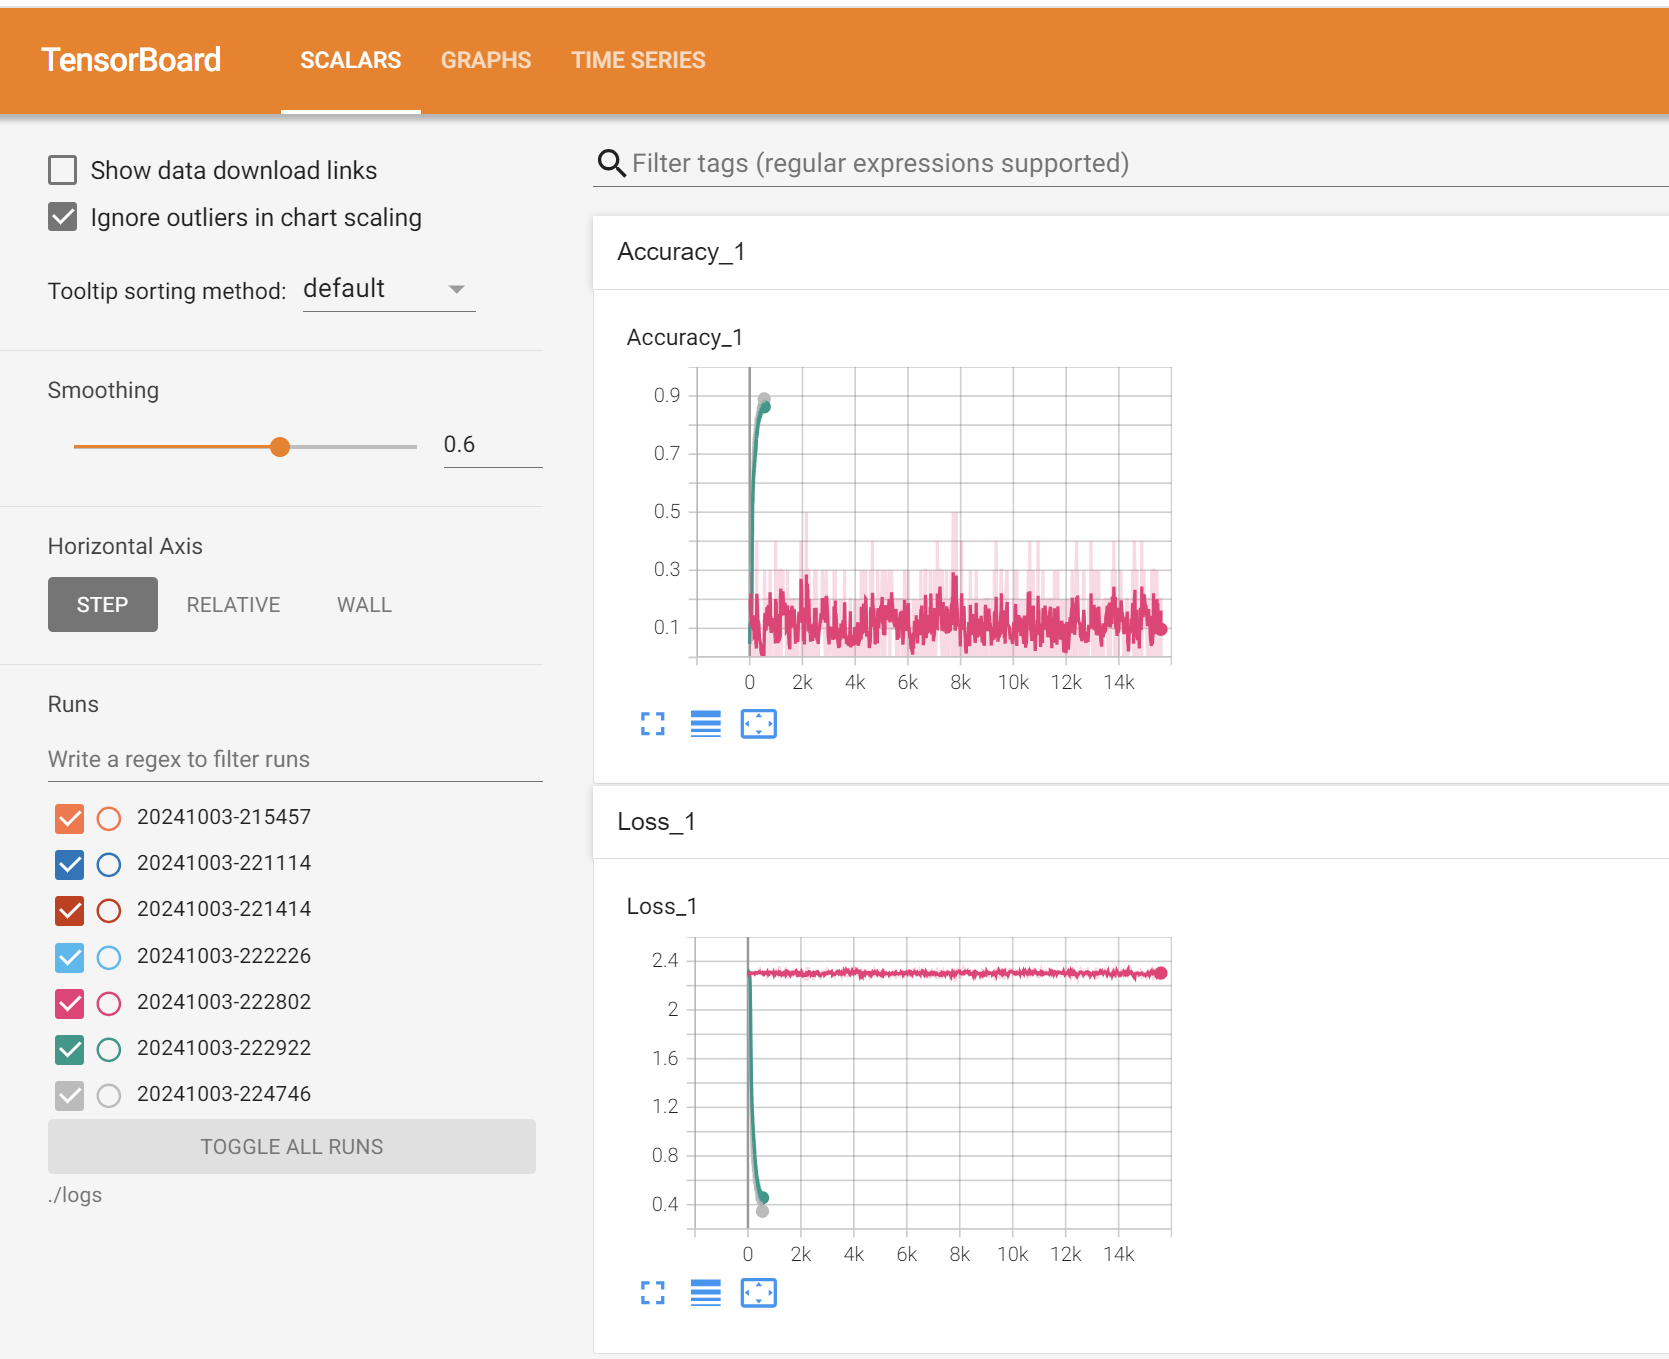 TensorBoard SCALARS GRAPHS TIME SERIES
Show data download links
Ignore outliers in chart scaling
Tooltip sorting method: default
Smoothing
0.6
Horizontal Axis
STEP RELATIVE WALL
Runs
Write a regex to filter runs
20241003-215457
20241003-221114
20241003-221414
20241003-222226
20241003-222802
20241003-222922
20241003-224746
TOGGLE ALL RUNS
./logs
Filter tags (regular expressions supported)
Accuracy_1
Accuracy_1
0.9
0.7
0.5
0.3
0.1
0 2k 4k 6k 8k 10k 12k 14k
Loss_1
Loss_1
2.4
2
1.6
1.2
0.8
0.4
0 2k 4k 6k 8k 10k 12k 14k